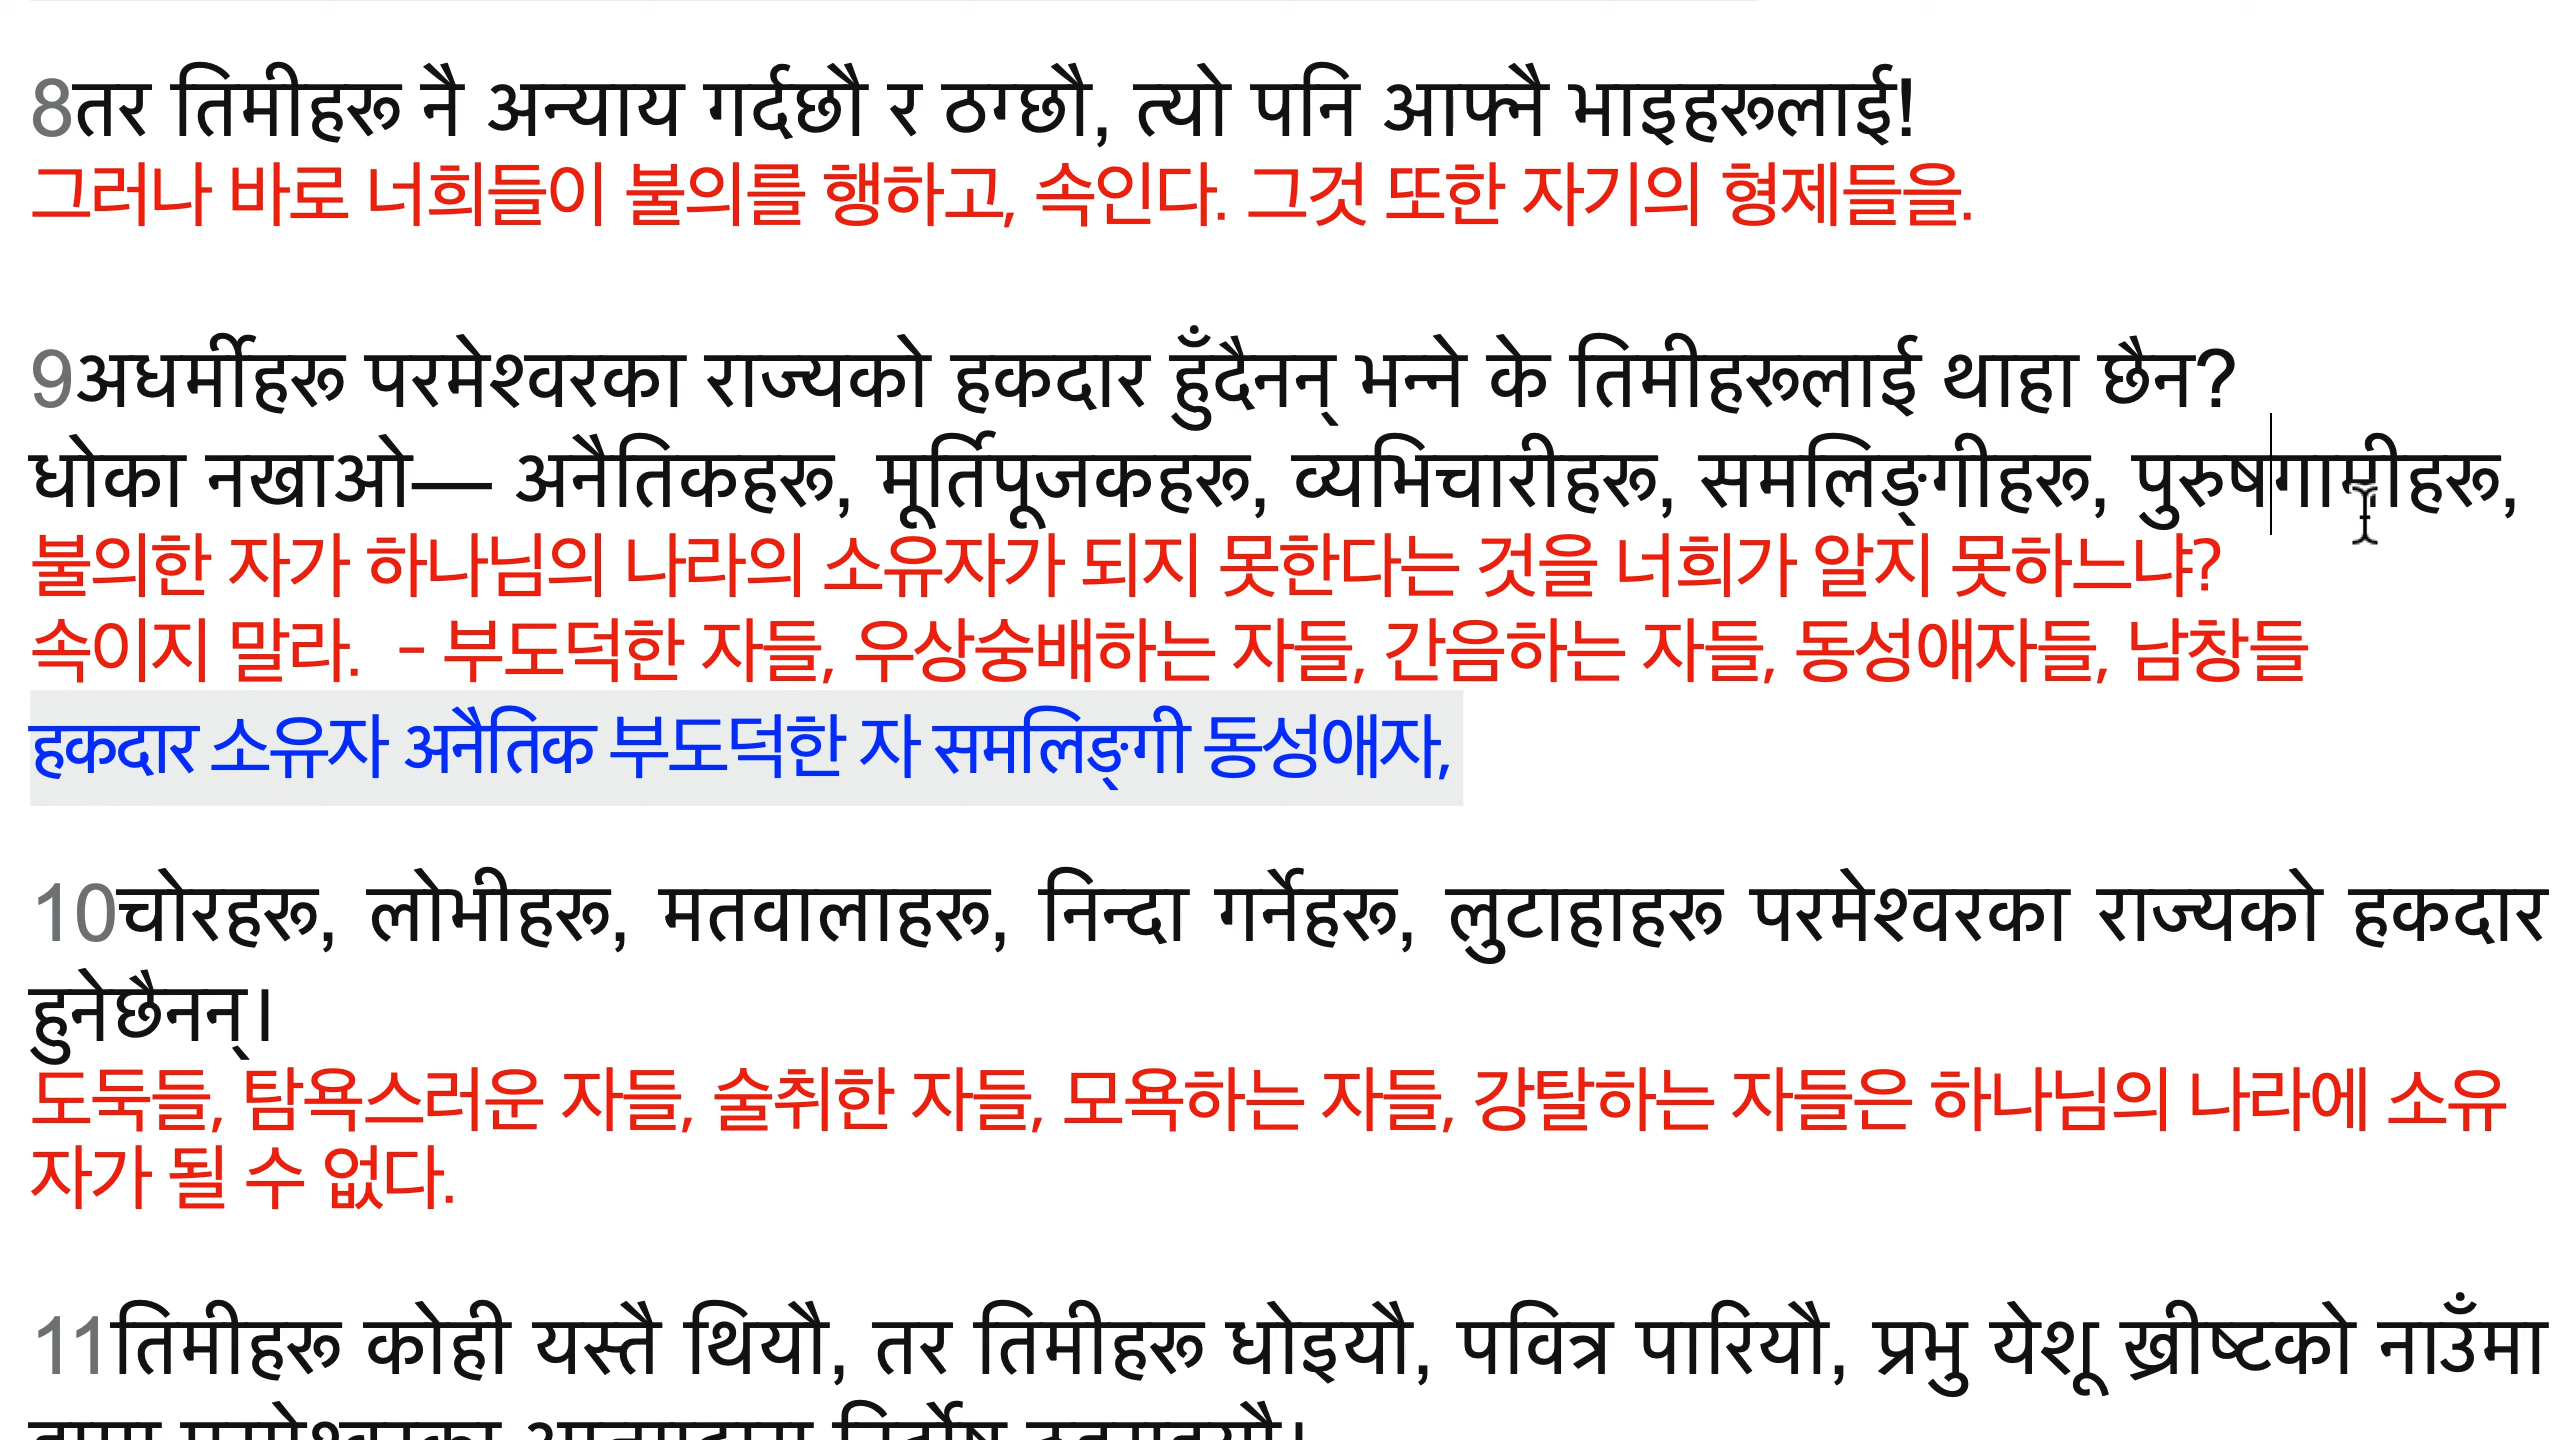 8तर तिमीहरू नै अन्याय गर्दछौ र ठग्छौ, त्यो पनि आफ्नै भाइहरूलाई!
그러나 바로 너희들이 불의를 행하고, 속인다. 그것 또한 자기의 형제들을.
9अधर्मीहरू परमेश्वरका राज्यको हकदार हुँदैनन् भन्ने के तिमीहरूलाई थाहा छैन?
धोका नखाओ— अनैतिकहरू, मूर्तिपूजकहरू, व्यभिचारीहरू, समलिङ्गीहरू, पुरुषगामीहरू,
불의한 자가 하나님의 나라의 소유자가 되지 못한다는 것을 너희가 알지 못하느냐?
속이지 말라. - 부도덕한 자들, 우상숭배하는 자들, 간음하는 자들, 동성애자들, 남창들
हकदार 소유자 अनैतिक 부도덕한 자 समलिङ्गी 동성애자,
10चोरहरू, लोभीहरू, मतवालाहरू, निन्दा गर्नेहरू, लुटाहाहरू परमेश्वरका राज्यको हकदार
हुनेछैनन्।
도둑들, 탐욕스러운 자들, 술취한 자들, 모욕하는 자들, 강탈하는 자들은 하나님의 나라에 소유
자가 될 수 없다.
11तिमीहरू कोही यस्तै थियौ, तर तिमीहरू धोइयौ, पवित्र पारियौ, प्रभु येशू ख्रीष्टको नाउँमा